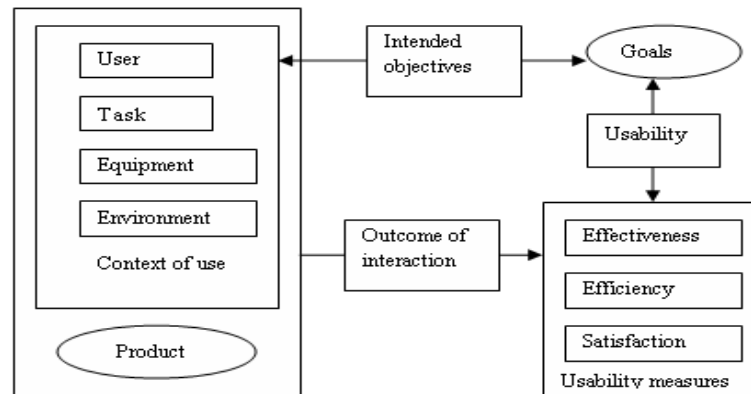 User
Task
Equipment
Environment
Context of use
Product
Intended
objectives
Goals
Usability
Outcome of
interaction
Effectiveness
Efficiency
Satisfaction
Usability measures